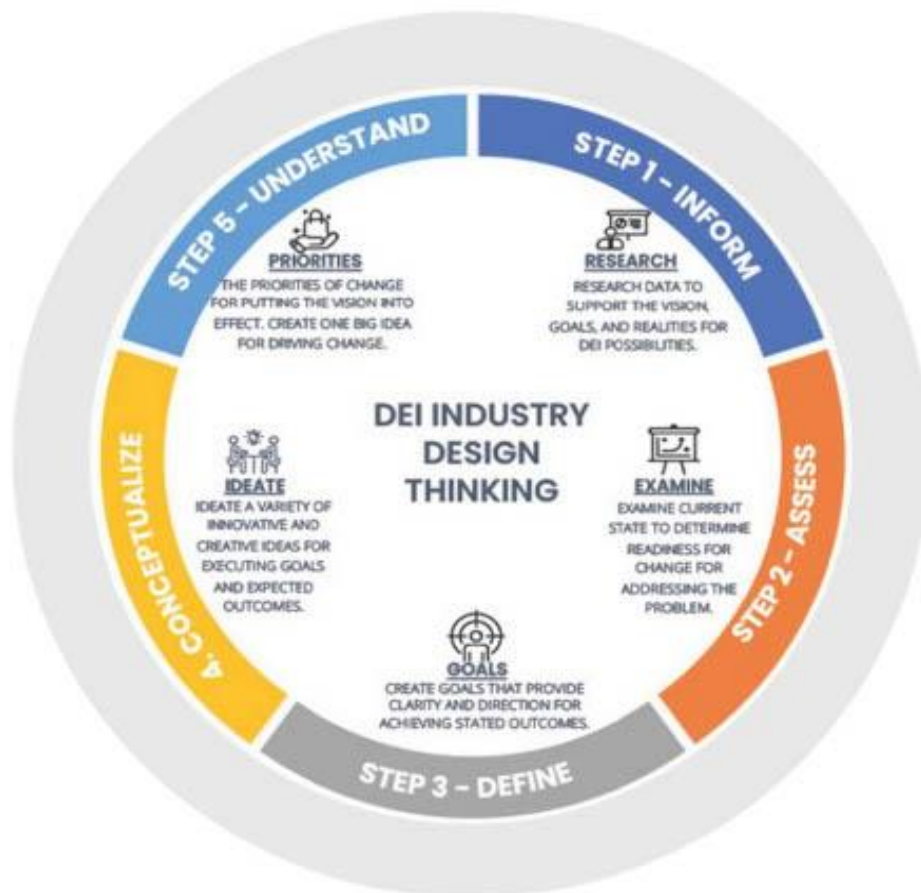 STEP 1 - INFORM
RESEARCH
RESEARCH DATA TO
SUPPORT THE VISION,
GOALS, AND REALITIES FOR
DEI POSSIBILITIES.
STEP 2 - ASSESS
EXAMINE
EXAMINE CURRENT
STATE TO DETERMINE
READINESS FOR
CHANGE FOR
ADDRESSING THE
PROBLEM.
STEP 3 - DEFINE
GOALS
CREATE GOALS THAT PROVIDE
CLARITY AND DIRECTION FOR
ACHIEVING STATED OUTCOMES.
4. CONCEPTUALIZE
IDEATE
IDEATE A VARIETY OF
INNOVATIVE AND
CREATIVE IDEAS FOR
EXECUTING GOALS
AND EXPECTED
OUTCOMES.
STEP 5 - UNDERSTAND
PRIORITIES
THE PRIORITIES OF CHANGE
FOR PUTTING THE VISION INTO
EFFECT. CREATE ONE BIG IDEA
FOR DRIVING CHANGE.
DEI INDUSTRY
DESIGN
THINKING